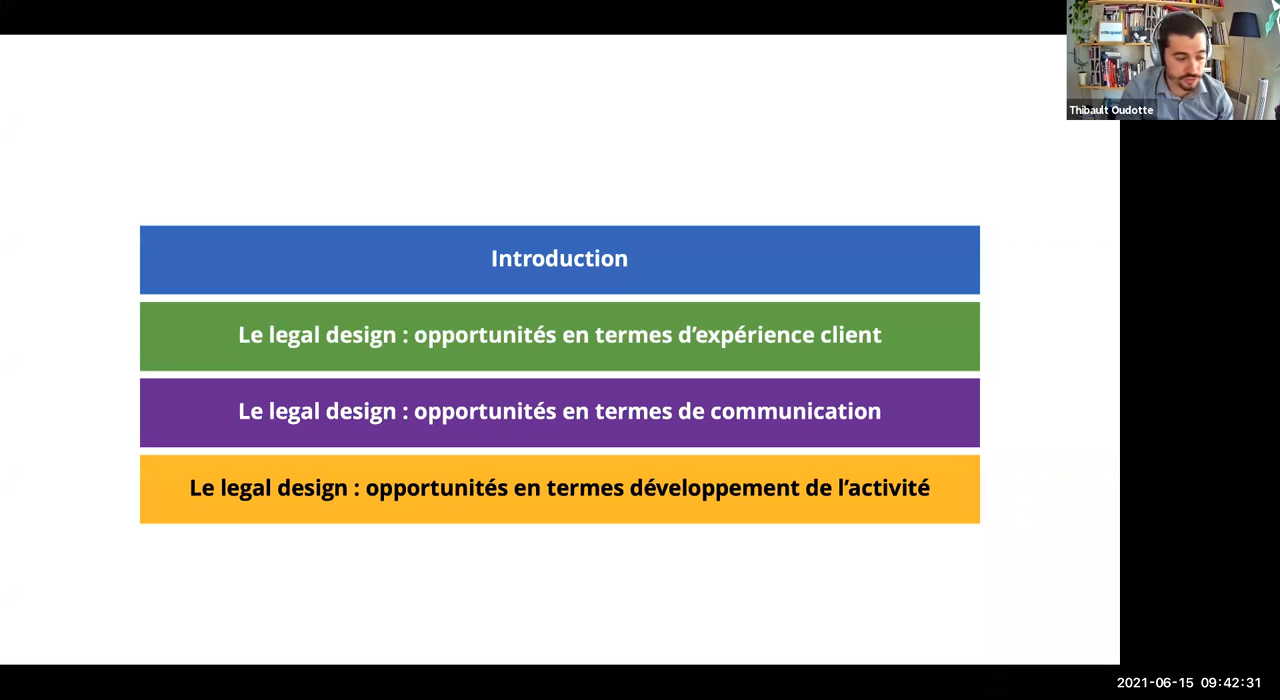 Thibault Oudotte
Introduction
Le legal design : opportunités en termes d’expérience client
Le legal design : opportunités en termes de communication
Le legal design : opportunités en termes développement de l’activité
2021-06-15 09:42:31